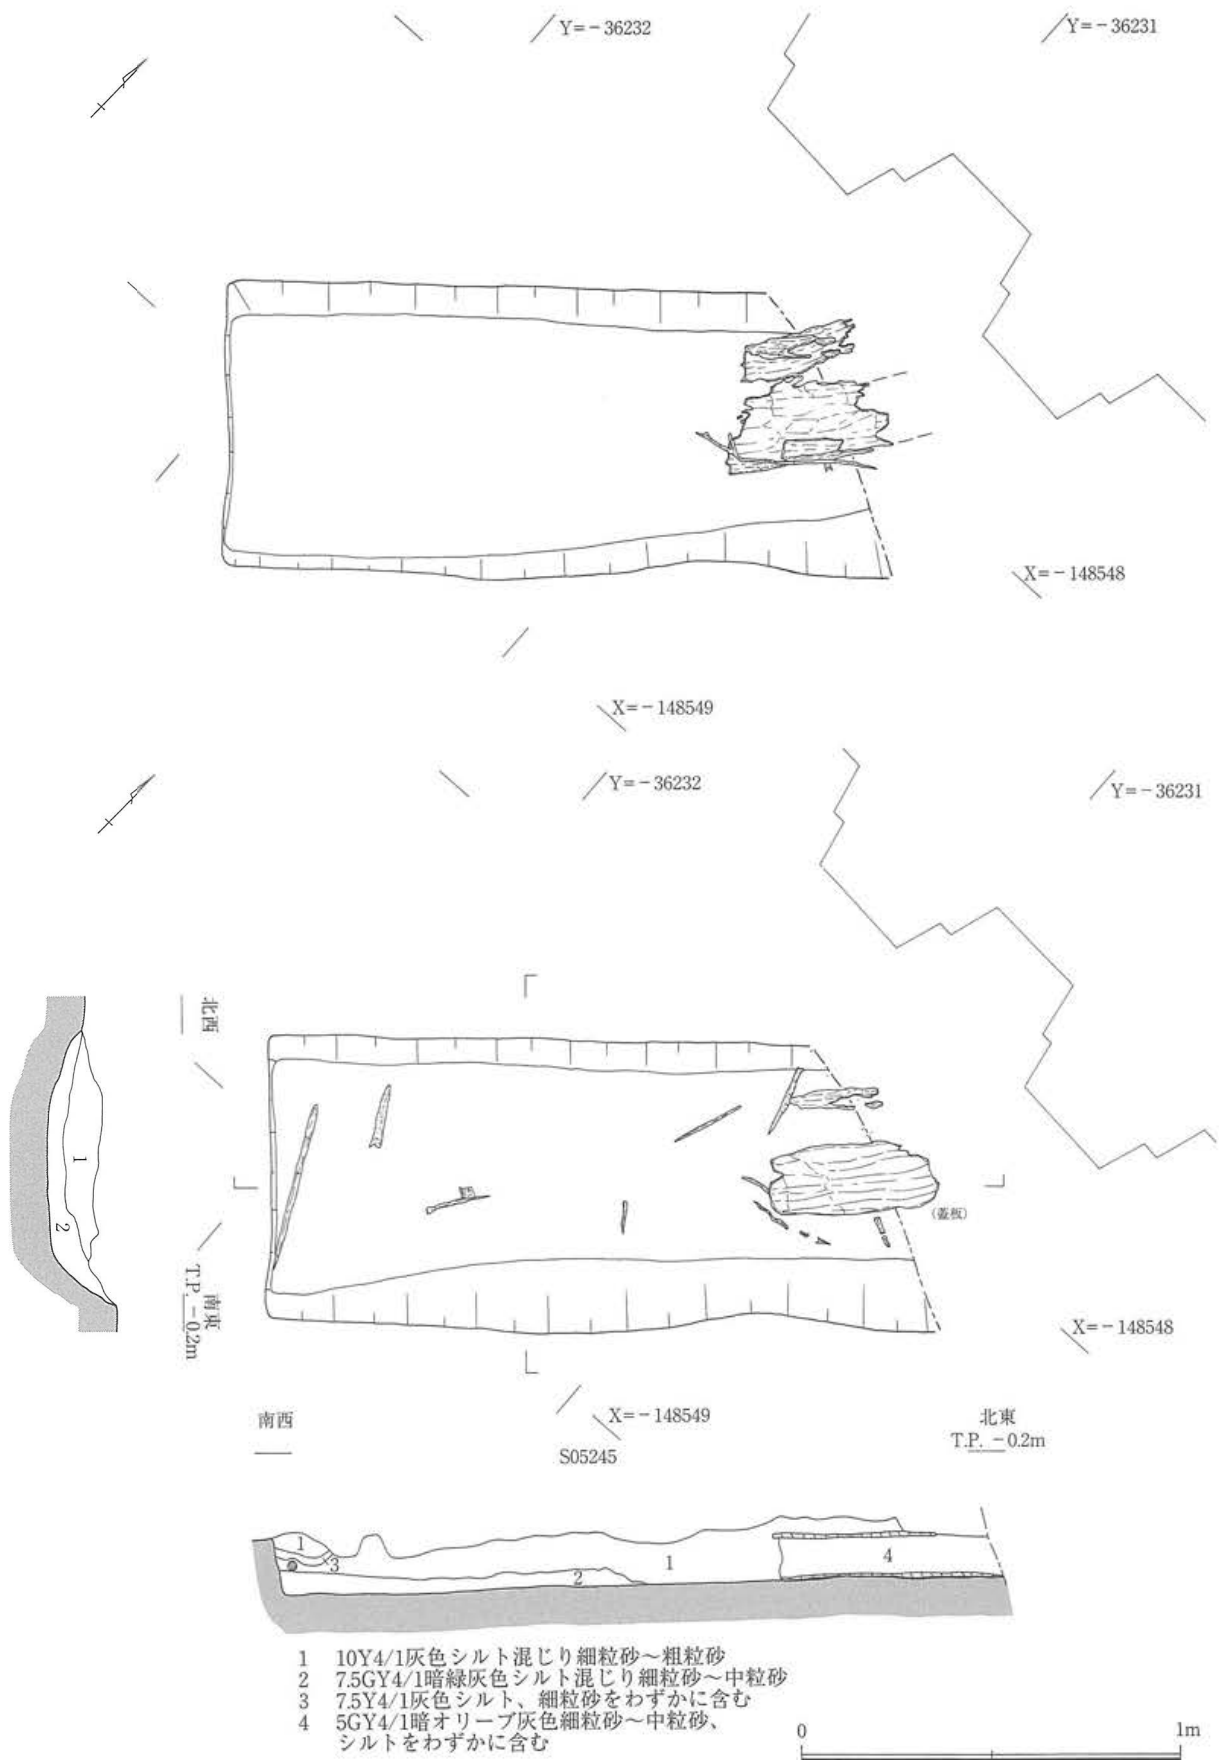 Y=－36232
Y=－36231
X=－148548
X=－148549
Y=－36232
Y=－36231
北西
1
2
(蓋板)
南東
T.P. －0.2m
X=－148548
X=－148549
南西
北東
T.P. －0.2m
S05245
1
3
2
1
4
1 10Y4/1灰色シルト混じり細粒砂～粗粒砂
2 7.5GY4/1暗緑灰色シルト混じり細粒砂～中粒砂
3 7.5Y4/1灰色シルト、細粒砂をわずかに含む
4 5GY4/1暗オリーブ灰色細粒砂～中粒砂、
シルトをわずかに含む
0 1m